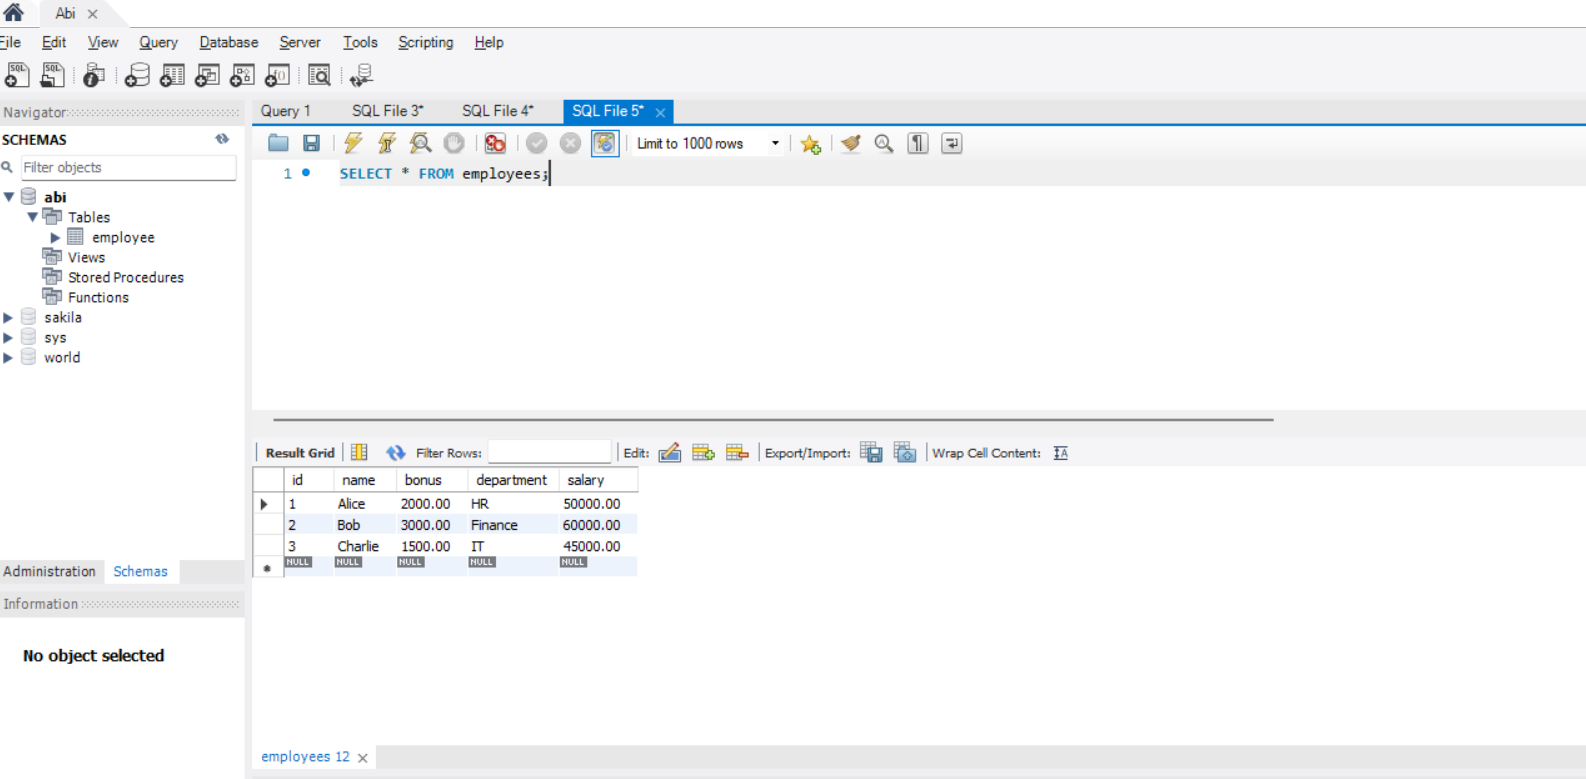 Abi
File Edit View Query Database Server Tools Scripting Help
SQL SQL
Navigator
SCHEMAS
Filter objects
abi
Tables
employee
Views
Stored Procedures
Functions
sakila
sys
world
Administration Schemas
Information
No object selected
Query 1 SQL File 3* SQL File 4* SQL File 5*
Limit to 1000 rows
1 SELECT * FROM employees;
Result Grid Filter Rows: Edit: Export/Import: Wrap Cell Content:
id name bonus department salary
1 Alice 2000.00 HR 50000.00
2 Bob 3000.00 Finance 60000.00
3 Charlie 1500.00 IT 45000.00
NULL NULL NULL NULL NULL
employees 12